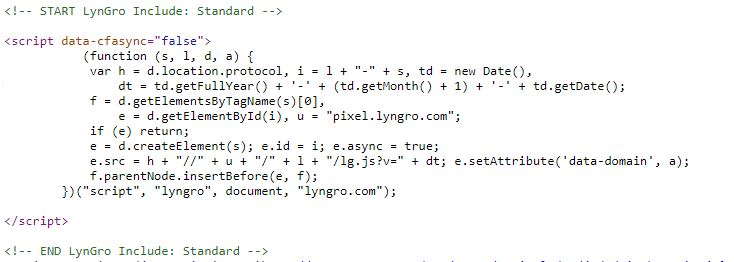 <!-- START LynGro Include: Standard -->
<script data-cfasync="false">
(function (s, l, d, a) {
var h = d.location.protocol, i = l + "-" + s, td = new Date(),
dt = td.getFullYear() + '-' + (td.getMonth() + 1) + '-' + td.getDate();
f = d.getElementsByTagName(s)[0],
e = d.getElementById(i), u = "pixel.lyngro.com";
if (e) return;
e = d.createElement(s); e.id = i; e.async = true;
e.src = h + "//" + u + "/" + l + "/lg.js?v=" + dt; e.setAttribute('data-domain', a);
f.parentNode.insertBefore(e, f);
})("script", "lyngro", document, "lyngro.com");
</script>
<!-- END LynGro Include: Standard -->